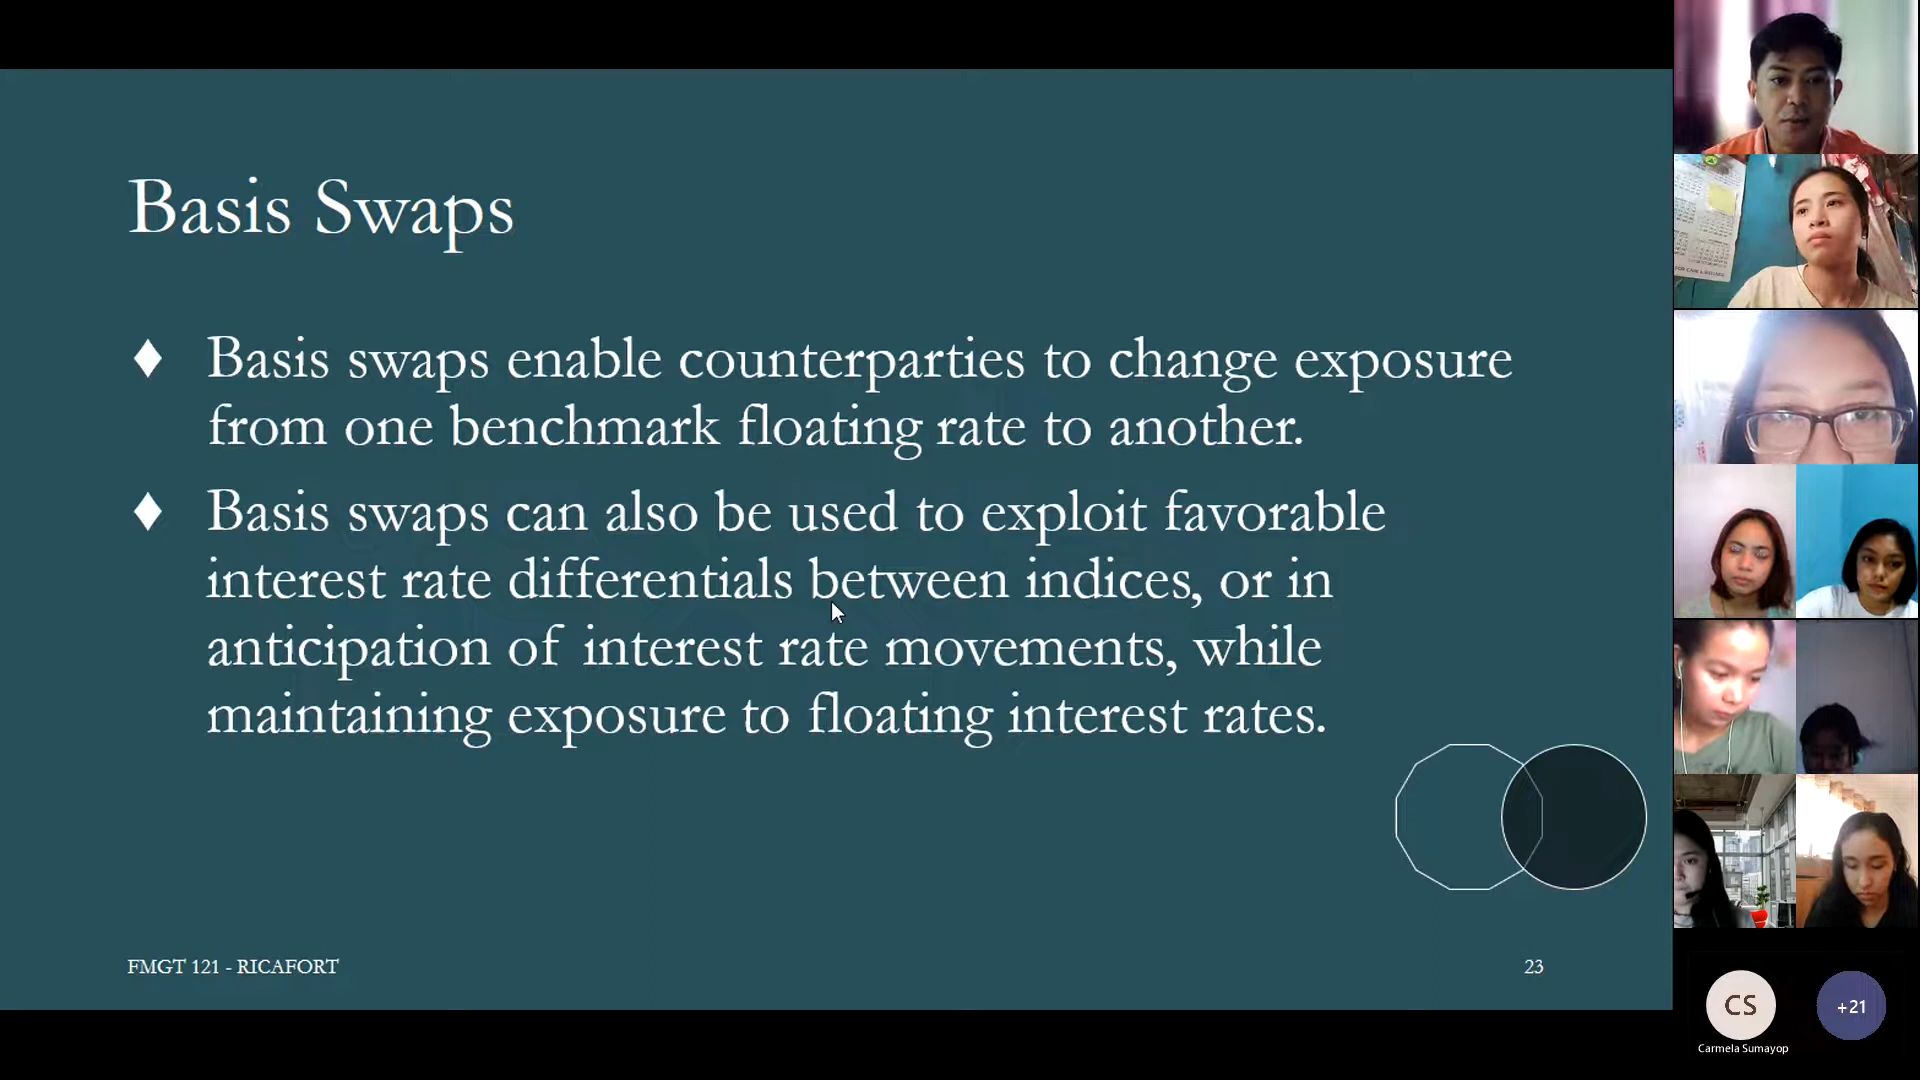 Basis Swaps
Basis swaps enable counterparties to change exposure
from one benchmark floating rate to another.
Basis swaps can also be used to exploit favorable
interest rate differentials between indices, or in
anticipation of interest rate movements, while
maintaining exposure to floating interest rates.
FMGT 121 - RICAFORT
23
CS
+21
Carmela Sumayop